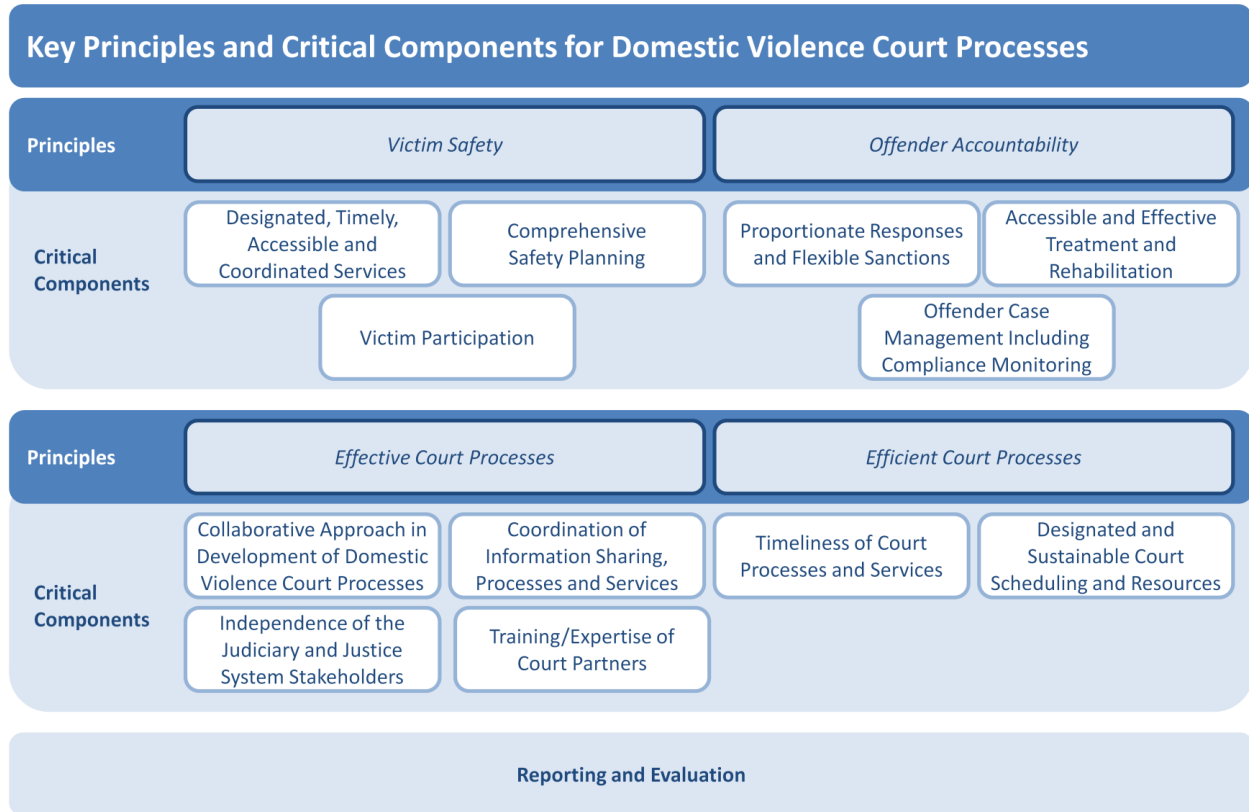 Key Principles and Critical Components for Domestic Violence Court Processes
Principles
Victim Safety
Offender Accountability
Critical
Components
Designated, Timely,
Accessible and
Coordinated Services
Comprehensive
Safety Planning
Proportionate Responses
and Flexible Sanctions
Accessible and Effective
Treatment and
Rehabilitation
Victim Participation
Offender Case
Management Including
Compliance Monitoring
Principles
Effective Court Processes
Efficient Court Processes
Critical
Components
Collaborative Approach in
Development of Domestic
Violence Court Processes
Coordination of
Information Sharing,
Processes and Services
Timeliness of Court
Processes and Services
Designated and
Sustainable Court
Scheduling and Resources
Independence of the
Judiciary and Justice
System Stakeholders
Training/Expertise of
Court Partners
Reporting and Evaluation